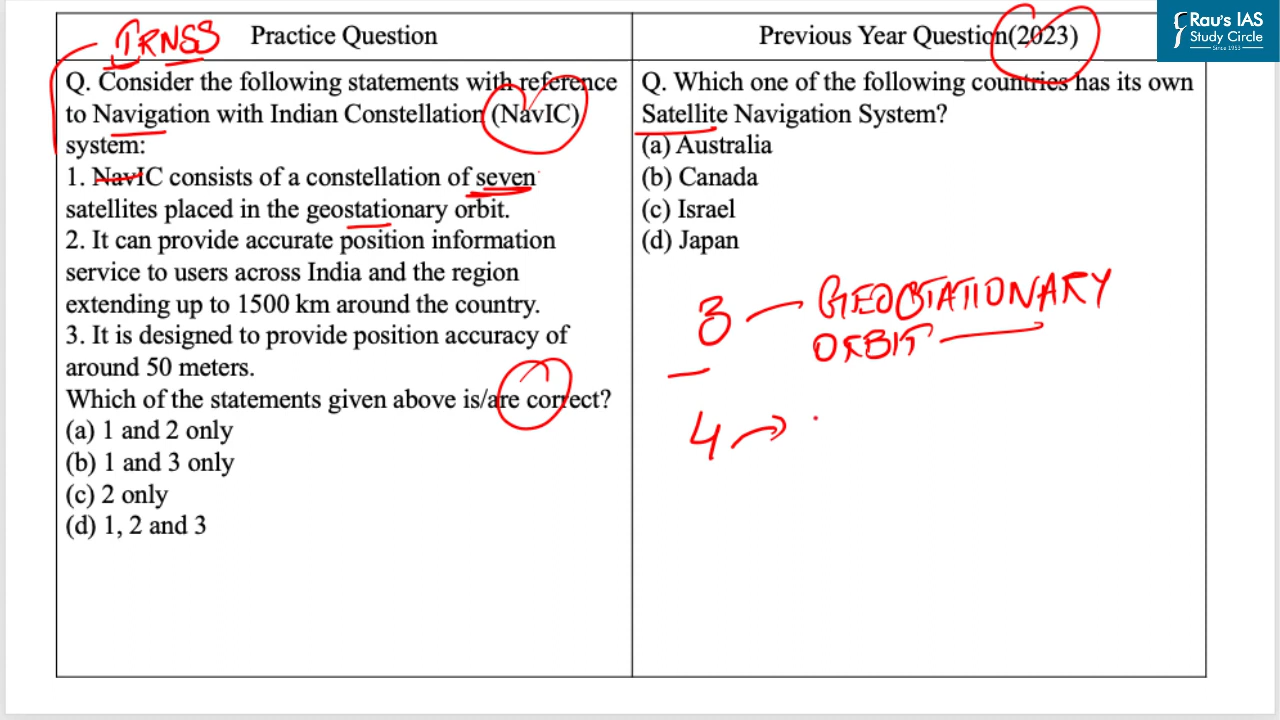 Rau's IAS
Study Circle
Since 1953
IRNSS
Practice Question
Q. Consider the following statements with reference
to Navigation with Indian Constellation (NavIC)
system:
1. NavIC consists of a constellation of seven
satellites placed in the geostationary orbit.
2. It can provide accurate position information
service to users across India and the region
extending up to 1500 km around the country.
3. It is designed to provide position accuracy of
around 50 meters.
Which of the statements given above is/are correct?
(a) 1 and 2 only
(b) 1 and 3 only
(c) 2 only
(d) 1, 2 and 3
Previous Year Question(2023)
Q. Which one of the following countries has its own
Satellite Navigation System?
(a) Australia
(b) Canada
(c) Israel
(d) Japan
3 — GEOSTATIONARY
ORBIT
4 →